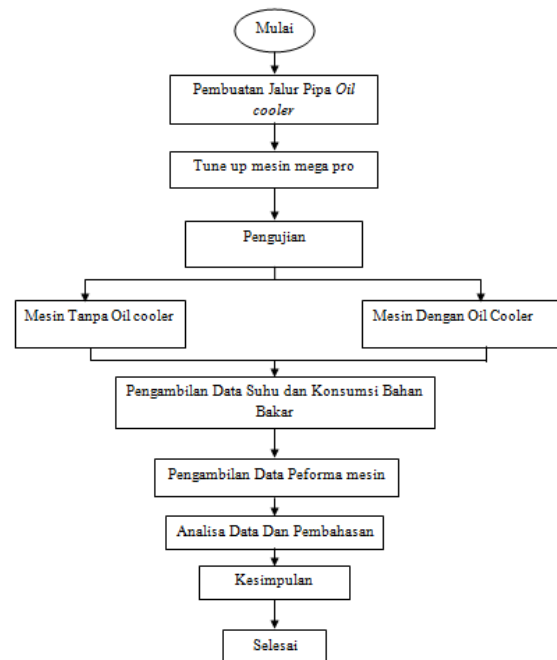 Mulai
Pembuatan Jalur Pipa Oil
cooler
Tune up mesin mega pro
Pengujian
Mesin Tanpa Oil cooler
Mesin Dengan Oil Cooler
Pengambilan Data Suhu dan Konsumsi Bahan
Bakar
Pengambilan Data Peforma mesin
Analisa Data Dan Pembahasan
Kesimpulan
Selesai